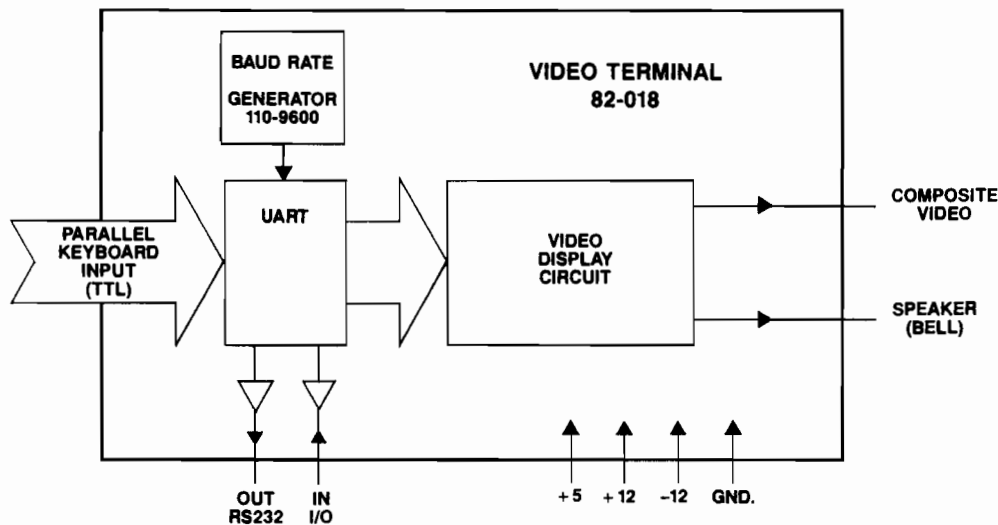 BAUD RATE
GENERATOR
110-9600
VIDEO TERMINAL
82-018
PARALLEL
KEYBOARD
INPUT
(TTL)
UART
VIDEO
DISPLAY
CIRCUIT
COMPOSITE
VIDEO
SPEAKER
(BELL)
OUT
RS232
IN
I/O
+5
+12
-12
GND.